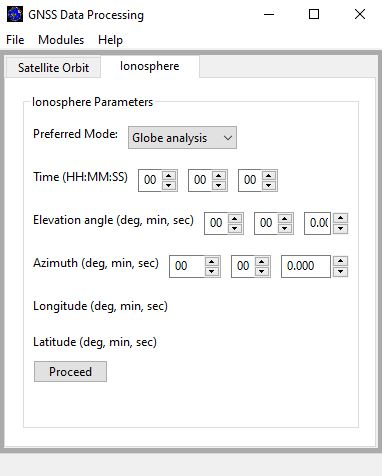 GNSS Data Processing
File Modules Help
Satellite Orbit Ionosphere
Ionosphere Parameters
Preferred Mode: Globe analysis
Time (HH:MM:SS) 00 00 00
Elevation angle (deg, min, sec) 00 00 0.00
Azimuth (deg, min, sec) 00 00 0.000
Longitude (deg, min, sec)
Latitude (deg, min, sec)
Proceed